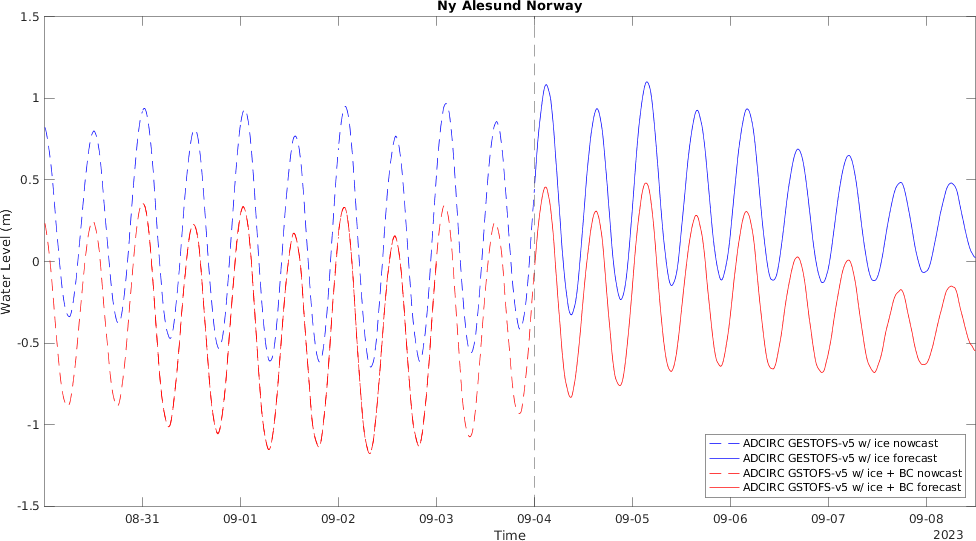 Ny Alesund Norway
1.5
1
0.5
0
-0.5
-1
-1.5
Water Level (m)
08-31 09-01 09-02 09-03 09-04 09-05 09-06 09-07 09-08
Time
2023
ADCIRC GESTOFS-v5 w/ ice nowcast
ADCIRC GESTOFS-v5 w/ ice forecast
ADCIRC GSTOFS-v5 w/ ice + BC nowcast
ADCIRC GSTOFS-v5 w/ ice + BC forecast